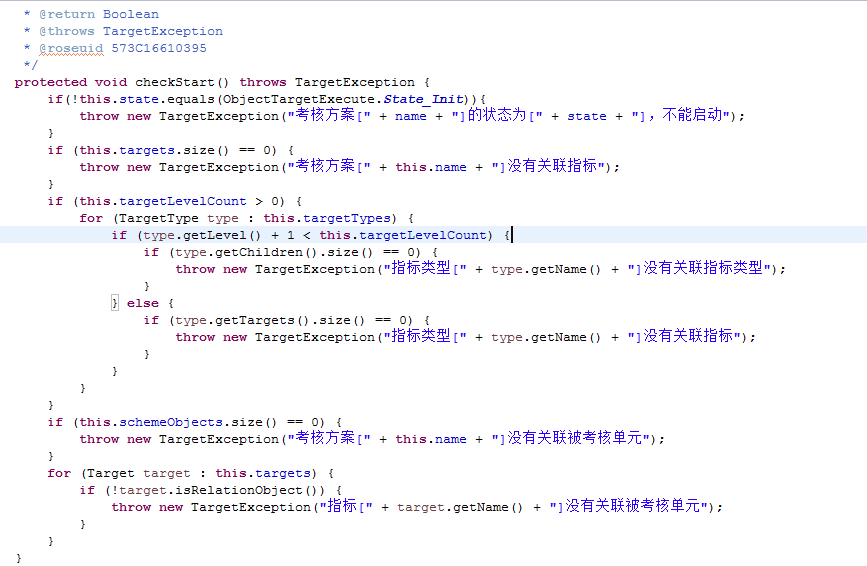 * @return Boolean
* @throws TargetException
* @roseuid 573C16610395
*/
protected void checkStart() throws TargetException {
if(!this.state.equals(ObjectTargetExecute.State_Init)){
throw new TargetException("考核方案[" + name + "]的状态为[" + state + "]，不能启动");
}
if (this.targets.size() == 0) {
throw new TargetException("考核方案[" + this.name + "]没有关联指标");
}
if (this.targetLevelCount > 0) {
for (TargetType type : this.targetTypes) {
if (type.getLevel() + 1 < this.targetLevelCount) {
if (type.getChildren().size() == 0) {
throw new TargetException("指标类型[" + type.getName() + "]没有关联指标类型");
}
} else {
if (type.getTargets().size() == 0) {
throw new TargetException("指标类型[" + type.getName() + "]没有关联指标");
}
}
}
}
if (this.schemeObjects.size() == 0) {
throw new TargetException("考核方案[" + this.name + "]没有关联被考核单元");
}
for (Target target : this.targets) {
if (!target.isRelationObject()) {
throw new TargetException("指标[" + target.getName() + "]没有关联被考核单元");
}
}
}